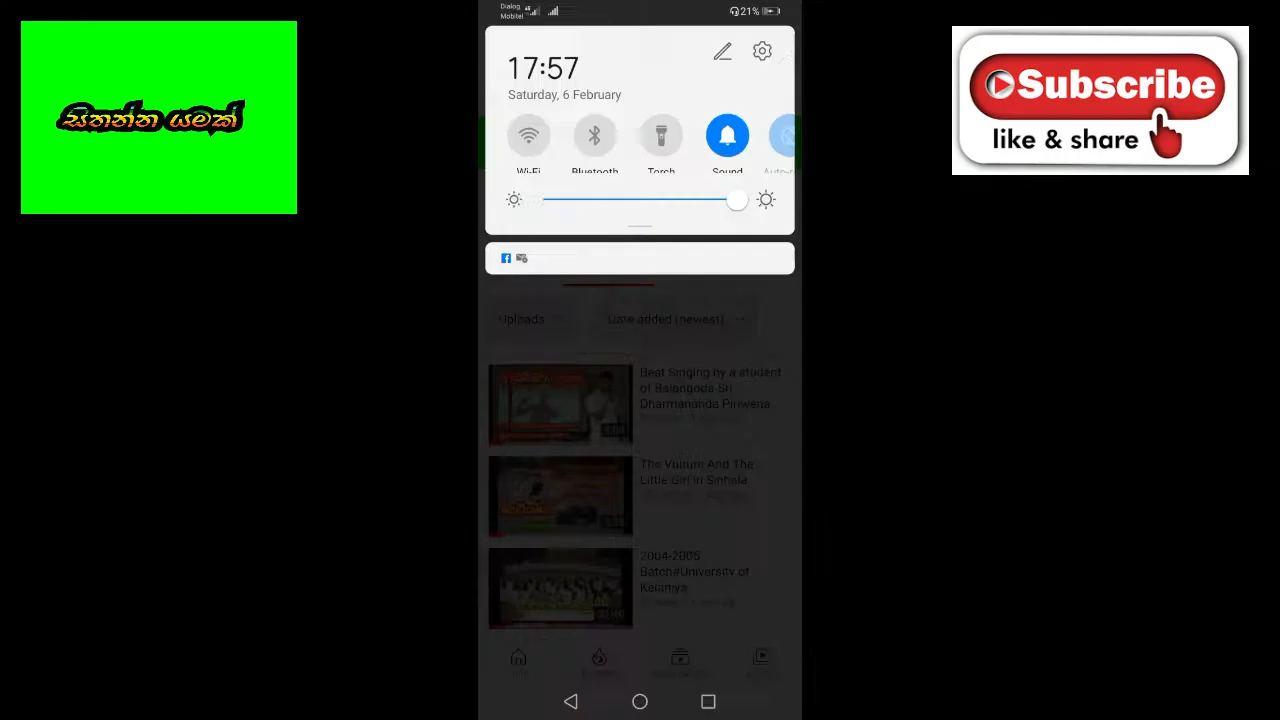 Dialog
Mobitel
21%
සිතන්න යමක්
Subscribe
like & share
17:57
Saturday, 6 February
Wi-Fi
Bluetooth
Torch
Sound
Uploads
Date added (newest)
Beat Singing by a student
of Balangoda Sri
Dharmananda Piriwena
The Vulture And The
Little Girl In Sinhala
2004-2005
Batch#University of
Kelaniya